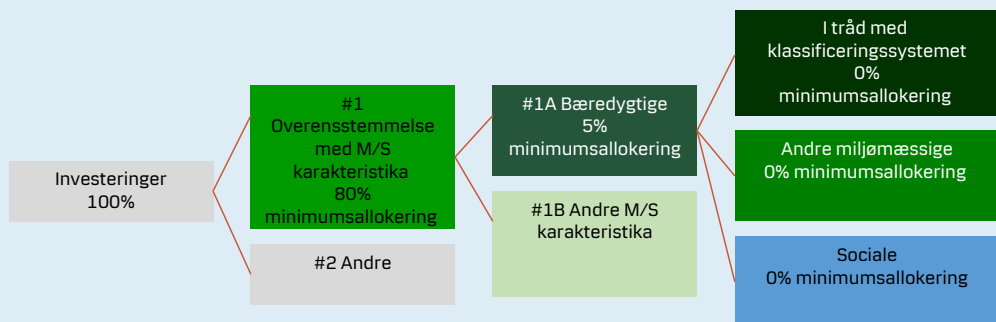 Investeringer
100%
#1
Overensstemmelse
med M/S
karakteristika
80%
minimumsallokering
#2 Andre
#1A Bæredygtige
5%
minimumsallokering
#1B Andre M/S
karakteristika
I tråd med
klassificeringssystemet
0%
minimumsallokering
Andre miljømæssige
0% minimumsallokering
Sociale
0% minimumsallokering